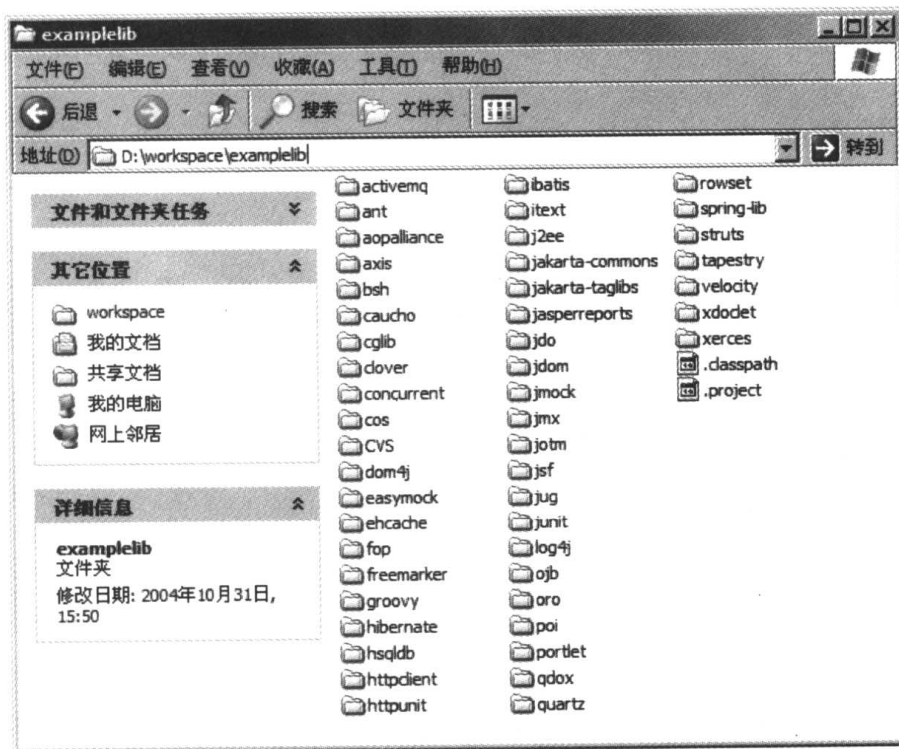 examplelib
文件(F) 编辑(E) 查看(V) 收藏(A) 工具(T) 帮助(H)
后退 搜索 文件夹
地址(D) D:\workspace\examplelib 转到
文件和文件夹任务
其它位置
workspace
我的文档
共享文档
我的电脑
网上邻居
详细信息
examplelib
文件夹
修改日期: 2004年10月31日,
15:50
activemq
ant
aopalliance
axis
bsh
caucho
cglib
clover
concurrent
cos
CVS
dom4j
easymock
ehcache
fop
freemarker
groovy
hibernate
hsqldb
httpclient
httpunit
ibatis
itext
j2ee
jakarta-commons
jakarta-taglibs
jasperreports
jdo
jdom
jmock
jmx
jotm
jsf
jug
junit
log4j
ojb
oro
poi
portlet
qdox
quartz
rowset
spring-lib
struts
tapestry
velocity
xdoclet
xerces
.classpath
.project